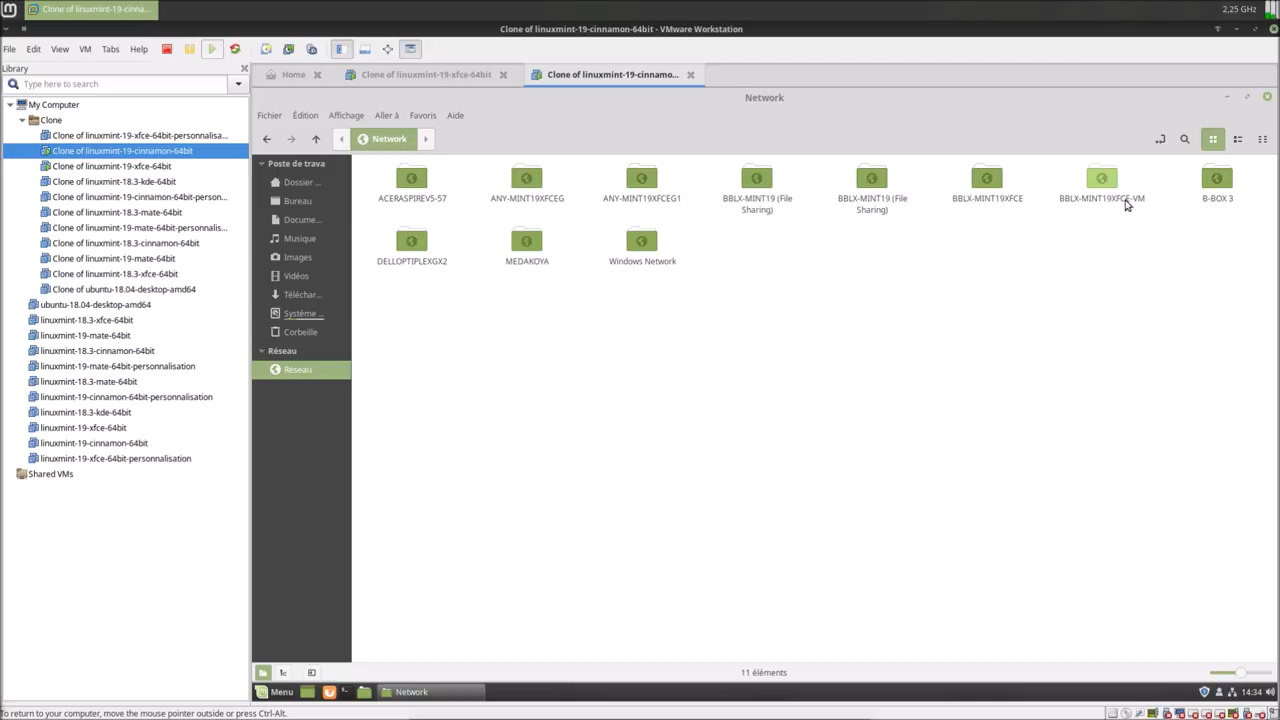 Clone of linuxmint-19-cinna...
2,25 GHz
Clone of linuxmint-19-cinnamon-64bit - VMware Workstation
File Edit View VM Tabs Help
Library
Type here to search
My Computer
Clone
Clone of linuxmint-19-xfce-64bit-personnalisa...
Clone of linuxmint-19-cinnamon-64bit
Clone of linuxmint-19-xfce-64bit
Clone of linuxmint-18.3-kde-64bit
Clone of linuxmint-19-cinnamon-64bit-person...
Clone of linuxmint-18.3-mate-64bit
Clone of linuxmint-19-mate-64bit-personnalis...
Clone of linuxmint-18.3-cinnamon-64bit
Clone of linuxmint-19-mate-64bit
Clone of linuxmint-18.3-xfce-64bit
Clone of ubuntu-18.04-desktop-amd64
ubuntu-18.04-desktop-amd64
linuxmint-18.3-xfce-64bit
linuxmint-19-mate-64bit
linuxmint-18.3-cinnamon-64bit
linuxmint-19-mate-64bit-personnalisation
linuxmint-18.3-mate-64bit
linuxmint-19-cinnamon-64bit-personnalisation
linuxmint-18.3-kde-64bit
linuxmint-19-xfce-64bit
linuxmint-19-cinnamon-64bit
linuxmint-19-xfce-64bit-personnalisation
Shared VMs
Home Clone of linuxmint-19-xfce-64bit Clone of linuxmint-19-cinnamo...
Network
Fichier Édition Affichage Aller à Favoris Aide
Network
Poste de trava
Dossier ...
Bureau
Docume...
Musique
Images
Vidéos
Téléchar...
Système ...
Corbeille
Réseau
Réseau
ACERASPIREV5-57 ANY-MINT19XFCEG ANY-MINT19XFCEG1 BBLX-MINT19 (File Sharing) BBLX-MINT19 (File Sharing) BBLX-MINT19XFCE BBLX-MINT19XFCE-VM B-BOX 3
DELLOPTIPLEXGX2 MEDAKOYA Windows Network
11 éléments
Menu Network 14:34
To return to your computer, move the mouse pointer outside or press Ctrl-Alt.